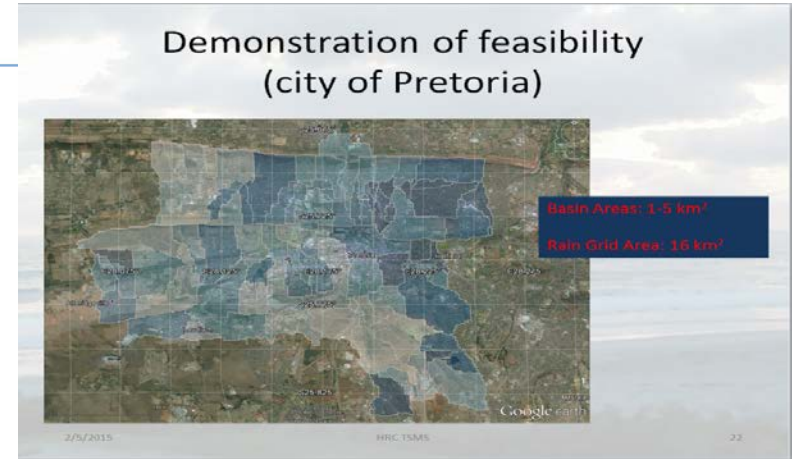 Demonstration of feasibility
(city of Pretoria)
Basin Areas: 1-5 km²
Rain Grid Area: 16 km²
Google earth
2/5/2015
HRC TSMS
22